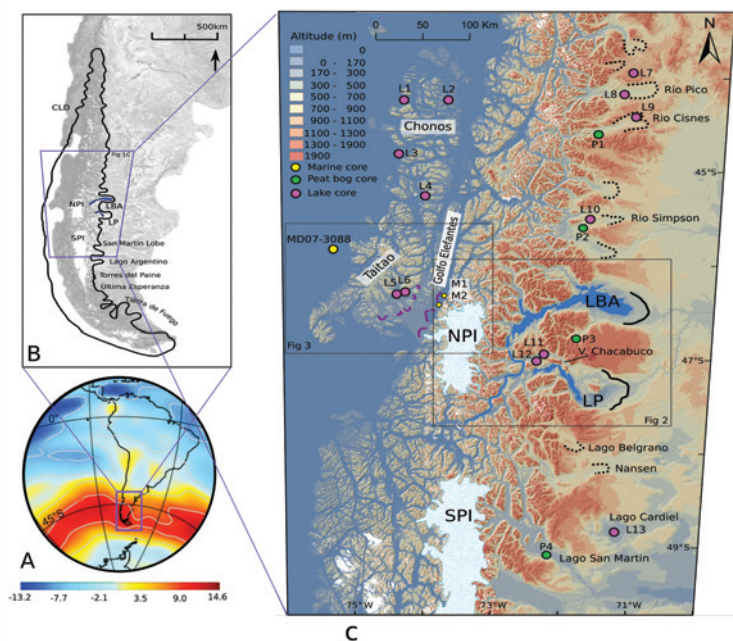 500km
CLD
Fig 1C
NPI
LBA
LP
SPI
San Martin Lobe
Lago Argentino
Torres del Paine
Última Esperanza
Tierra de Fuego
B
0°
45°S
A
-13.2 -7.7 -2.1 3.5 9.0 14.6
0 50 100 Km
N
Altitude (m)
0
0 - 170
170 - 300
300 - 500
500 - 700
700 - 900
900 - 1100
1100 - 1300
1300 - 1900
1900
Marine core
Peat bog core
Lake core
L1 L2
Chonos
L3
L4
L7
L8
Rio Pico
L9
Rio Cisnes
P1
45°S
L10
Rio Simpson
P2
MD07-3088
Taitao
Golfo Elefantes
L5 L6
M1
M2
Fig 3
NPI
LBA
P3
L11
L12
V. Chacabuco
47°S
LP
Fig 2
Lago Belgrano
Nansen
SPI
Lago Cardiel
L13
P4
Lago San Martin
49°S
75°W 73°W 71°W
C